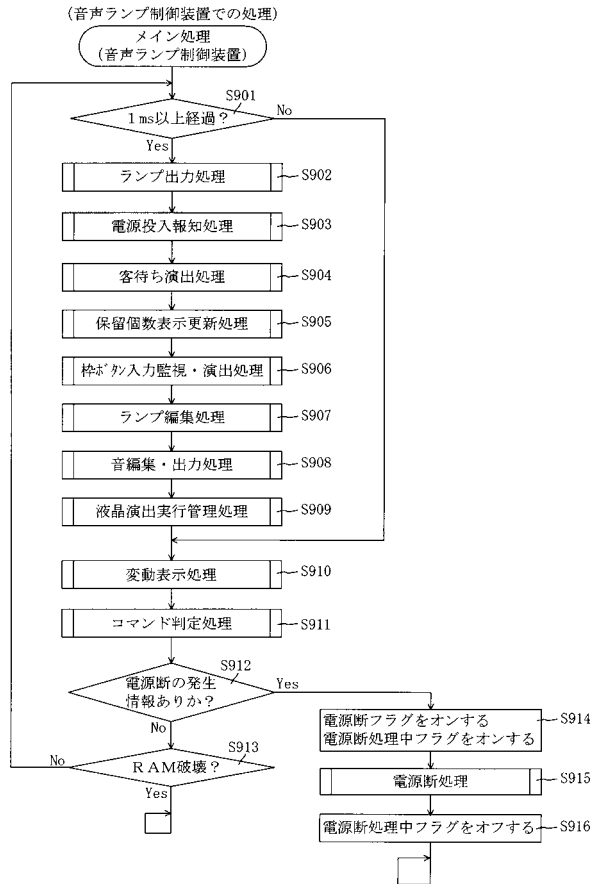 (音声ランプ制御装置での処理)
メイン処理
(音声ランプ制御装置)
S901
1ms以上経過?
No
Yes
ランプ出力処理
S902
電源投入報知処理
S903
客待ち演出処理
S904
保留個数表示更新処理
S905
枠ボタン入力監視・演出処理
S906
ランプ編集処理
S907
音編集・出力処理
S908
液晶演出実行管理処理
S909
変動表示処理
S910
コマンド判定処理
S911
S912
電源断の発生
情報ありか?
Yes
No
S913
RAM破壊?
No
Yes
電源断フラグをオンする
電源断処理中フラグをオンする
S914
電源断処理
S915
電源断処理中フラグをオフする
S916